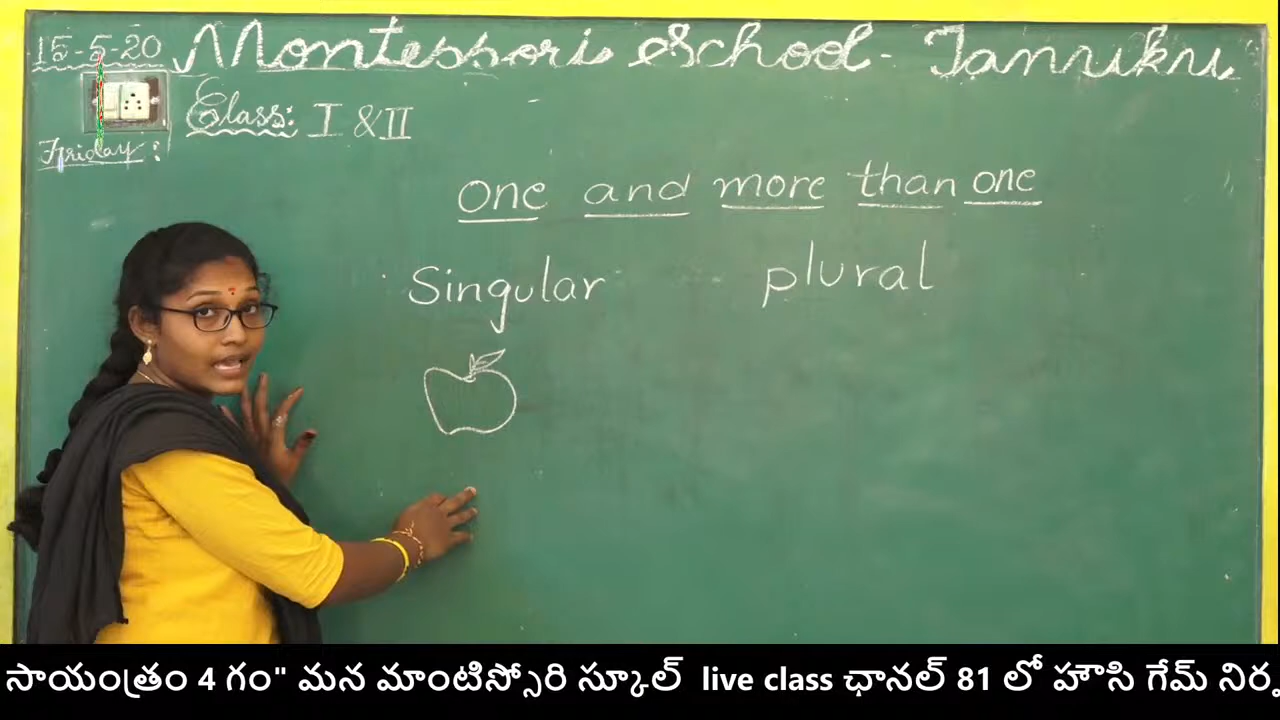 15-5-20 Montessori School - Tanuku
Class: I & II
Friday:
one and more than one
Singular plural
సాయంత్రం 4 గం" మన మాంటిస్సోరి స్కూల్ live class ఛానల్ 81 లో హౌసి గేమ్